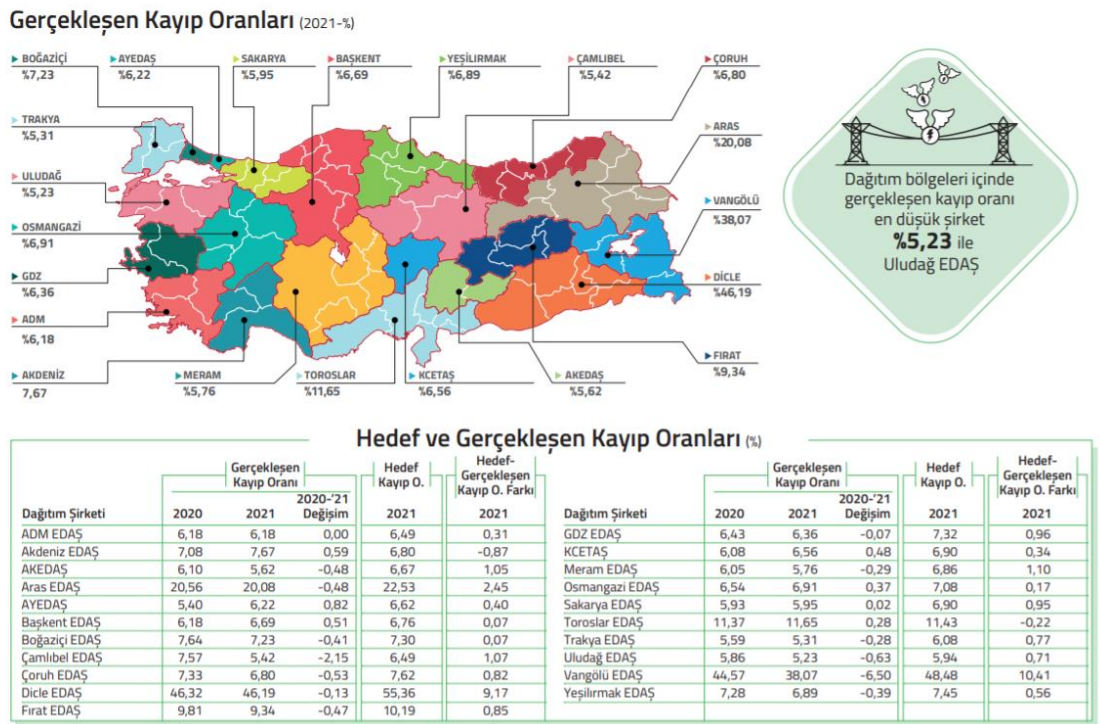 Gerçekleşen Kayıp Oranları (2021-%)
BOĞAZİÇİ
%7,23
AYEDAŞ
%6,22
SAKARYA
%5,95
BAŞKENT
%6,69
YEŞİLIRMAK
%6,89
ÇAMLIBEL
%5,42
ÇORUH
%6,80
TRAKYA
%5,31
ARAS
%20,08
ULUDAĞ
%5,23
VANGÖLÜ
%38,07
OSMANGAZİ
%6,91
GDZ
%6,36
DİCLE
%46,19
ADM
%6,18
FIRAT
%9,34
AKDENİZ
7,67
MERAM
%5,76
TOROSLAR
%11,65
KCETAŞ
%6,56
AKEDAŞ
%5,62
Dağıtım bölgeleri içinde
gerçekleşen kayıp oranı
en düşük şirket
%5,23 ile
Uludağ EDAŞ
Hedef ve Gerçekleşen Kayıp Oranları (%)
Gerçekleşen
Kayıp Oranı
Hedef
Kayıp O.
Hedef-
Gerçekleşen
Kayıp O. Farkı
Dağıtım Şirketi 2020 2021 2020-'21 Değişim 2021 2021
ADM EDAŞ 6,18 6,18 0,00 6,49 0,31
Akdeniz EDAŞ 7,08 7,67 0,59 6,80 -0,87
AKEDAŞ 6,10 5,62 -0,48 6,67 1,05
Aras EDAŞ 20,56 20,08 -0,48 22,53 2,45
AYEDAŞ 5,40 6,22 0,82 6,62 0,40
Başkent EDAŞ 6,18 6,69 0,51 6,76 0,07
Boğaziçi EDAŞ 7,64 7,23 -0,41 7,30 0,07
Çamlıbel EDAŞ 7,57 5,42 -2,15 6,49 1,07
Çoruh EDAŞ 7,33 6,80 -0,53 7,62 0,82
Dicle EDAŞ 46,32 46,19 -0,13 55,36 9,17
Fırat EDAŞ 9,81 9,34 -0,47 10,19 0,85
Gerçekleşen
Kayıp Oranı
Hedef
Kayıp O.
Hedef-
Gerçekleşen
Kayıp O. Farkı
Dağıtım Şirketi 2020 2021 2020-'21 Değişim 2021 2021
GDZ EDAŞ 6,43 6,36 -0,07 7,32 0,96
KCETAŞ 6,08 6,56 0,48 6,90 0,34
Meram EDAŞ 6,05 5,76 -0,29 6,86 1,10
Osmangazi EDAŞ 6,54 6,91 0,37 7,08 0,17
Sakarya EDAŞ 5,93 5,95 0,02 6,90 0,95
Toroslar EDAŞ 11,37 11,65 0,28 11,43 -0,22
Trakya EDAŞ 5,59 5,31 -0,28 6,08 0,77
Uludağ EDAŞ 5,86 5,23 -0,63 5,94 0,71
Vangölü EDAŞ 44,57 38,07 -6,50 48,48 10,41
Yeşilırmak EDAŞ 7,28 6,89 -0,39 7,45 0,56